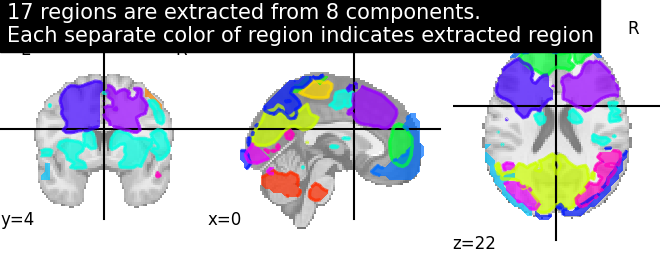 17 regions are extracted from 8 components.
Each separate color of region indicates extracted region
R
y=4
x=0
z=22